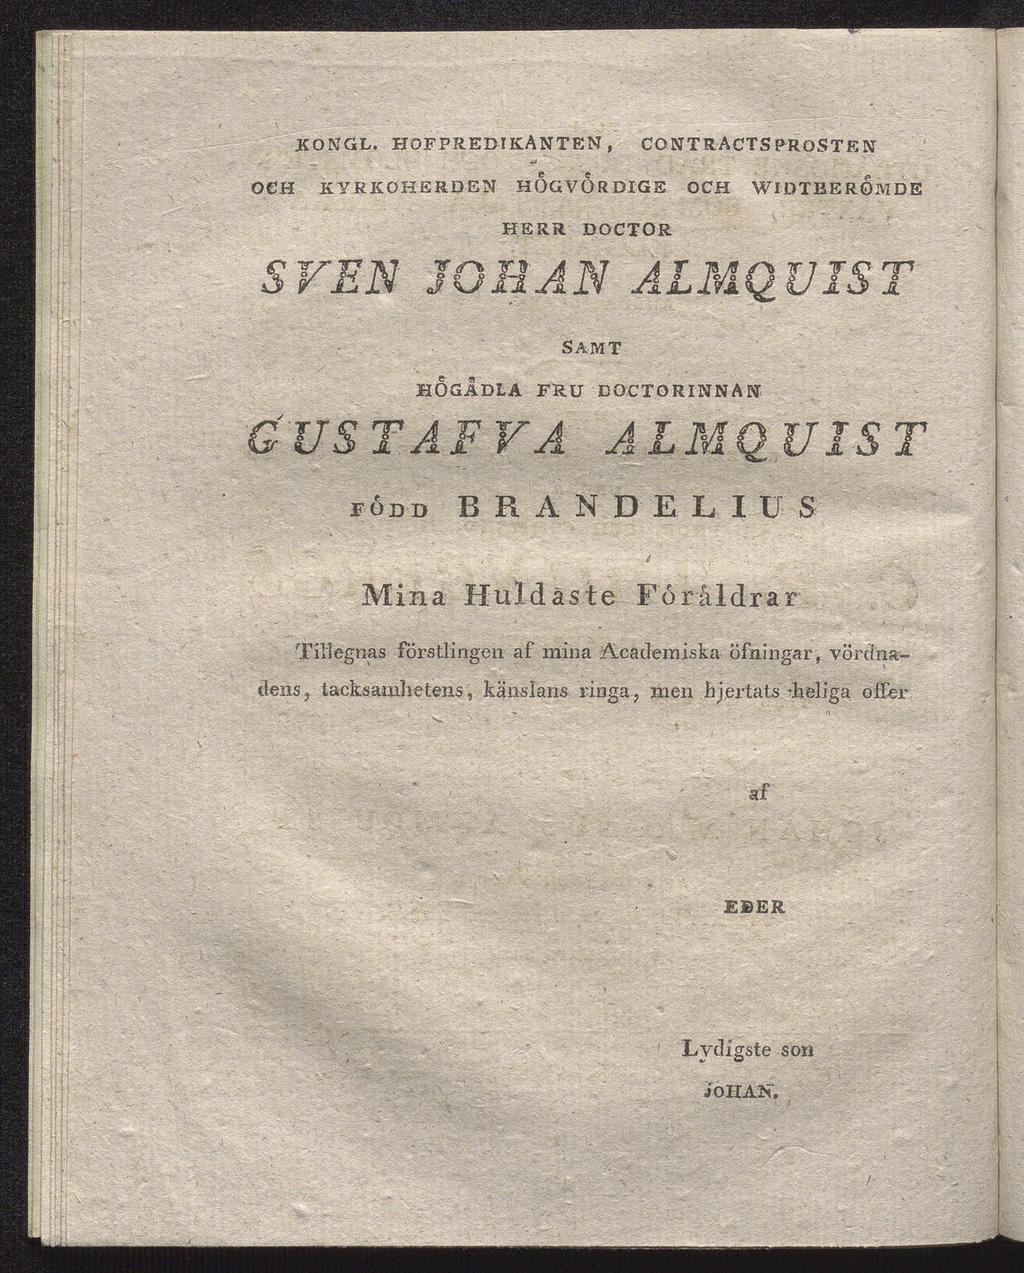 KONGL. HOFPREDIKANTEN, CONTRACTSPROSTEN
OCH KYRKOHERDEN HÖGVÖRDIGE OCH WIDTBERÖMDE
HERR DOCTOR
SVEN JOHAN ALMQUIST
SAMT
HÖGÄDLA FRU DOCTORINNAN
GUSTAFVA ALMQUIST
FÖDD BRANDELIUS
Mina Huldaste Föräldrar
Tillegnas förstlingen af mina Academiska öfningar, vördna-
dens, tacksamhetens, känslans ringa, men hjertats heliga offer
af
EDER
Lydigste son
JOHAN.